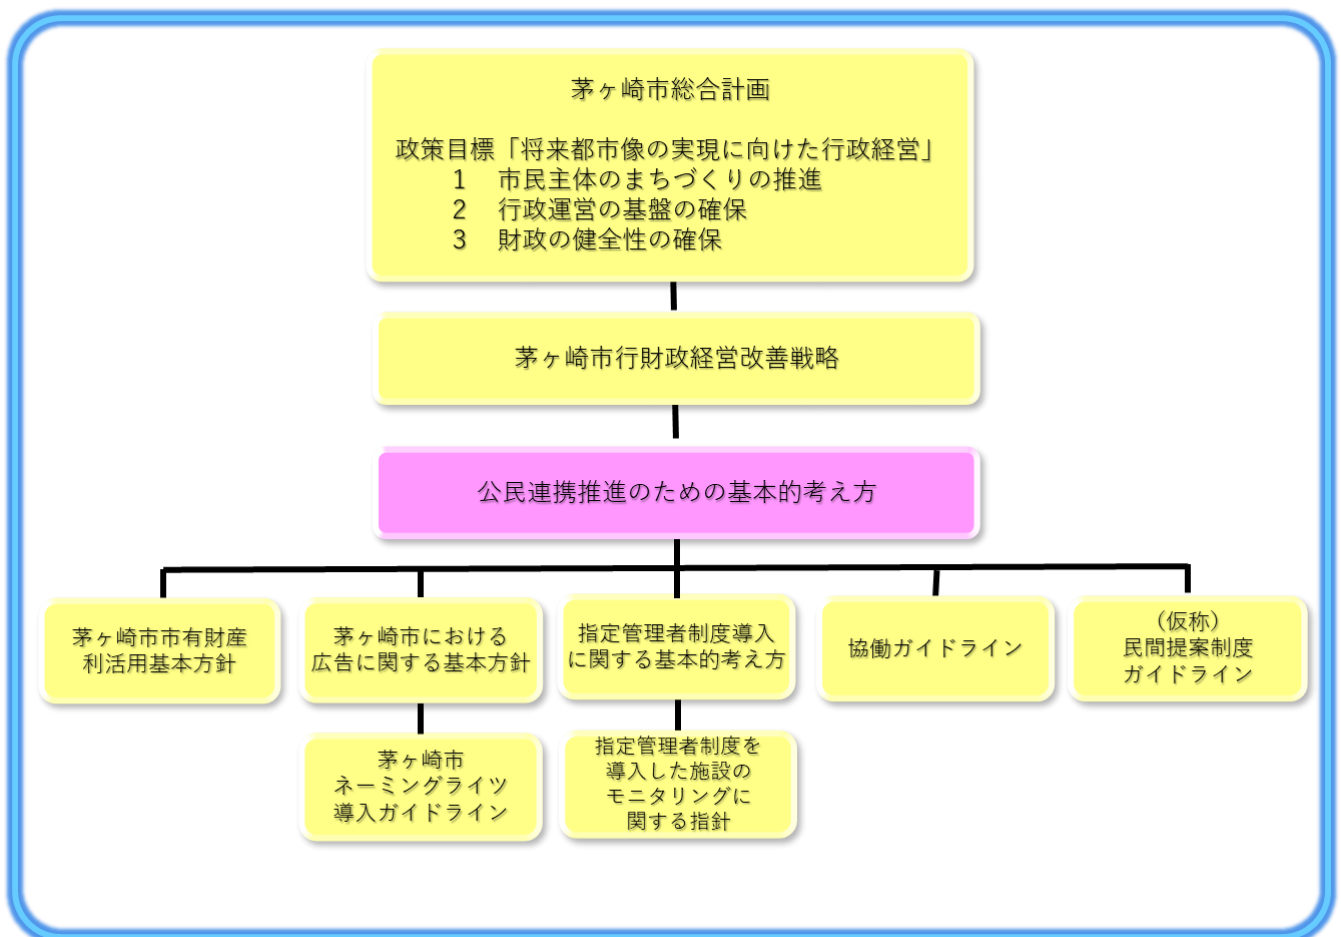 茅ヶ崎市総合計画
政策目標「将来都市像の実現に向けた行政経営」
1 市民主体のまちづくりの推進
2 行政運営の基盤の確保
3 財政の健全性の確保
茅ヶ崎市行財政経営改善戦略
公民連携推進のための基本的考え方
茅ヶ崎市市有財産
利活用基本方針
茅ヶ崎市における
広告に関する基本方針
指定管理者制度導入
に関する基本的考え方
協働ガイドライン
（仮称）
民間提案制度
ガイドライン
茅ヶ崎市
ネーミングライツ
導入ガイドライン
指定管理者制度を
導入した施設の
モニタリングに
関する指針